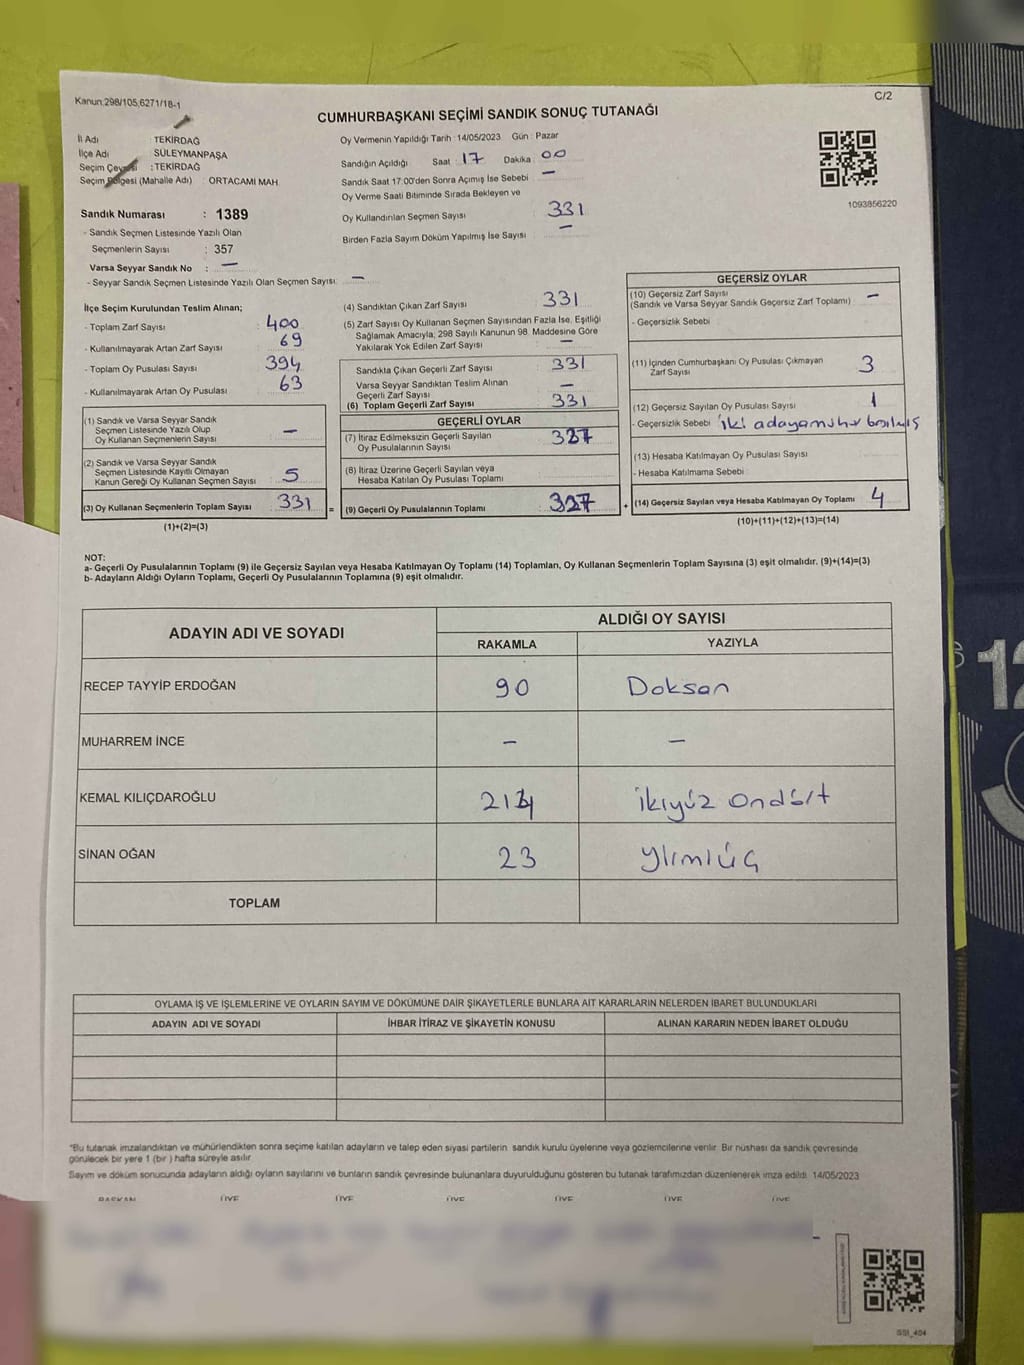 Kanun:298/105,6271/18-1
C/2
CUMHURBAŞKANI SEÇİMİ SANDIK SONUÇ TUTANAĞI
İl Adı TEKİRDAĞ
İlçe Adı SÜLEYMANPAŞA
Seçim Çevresi :TEKİRDAĞ
Seçim Bölgesi (Mahalle Adı) : ORTACAMİ MAH.
Sandık Numarası : 1389
- Sandık Seçmen Listesinde Yazılı Olan
Seçmenlerin Sayısı : 357
Varsa Seyyar Sandık No : —
- Seyyar Sandık Seçmen Listesinde Yazılı Olan Seçmen Sayısı: —
Oy Vermenin Yapıldığı Tarih : 14/05/2023 Gün : Pazar
Sandığın Açıldığı Saat : 17 Dakika : 00
Sandık Saat 17:00'den Sonra Açımış İse Sebebi —
Oy Verme Saati Bitiminde Sırada Bekleyen ve
Oy Kullandırılan Seçmen Sayısı 331
Birden Fazla Sayım Döküm Yapılmış İse Sayısı —
1093856220
İlçe Seçim Kurulundan Teslim Alınan;
- Toplam Zarf Sayısı : 400
- Kullanılmayarak Artan Zarf Sayısı : 69
- Toplam Oy Pusulası Sayısı : 394
- Kullanılmayarak Artan Oy Pusulası : 63
(1) Sandık ve Varsa Seyyar Sandık
Seçmen Listesinde Yazılı Olup
Oy Kullanan Seçmenlerin Sayısı —
(2) Sandık ve Varsa Seyyar Sandık
Seçmen Listesinde Kayıtlı Olmayan
Kanun Gereği Oy Kullanan Seçmen Sayısı 5
(3) Oy Kullanan Seçmenlerin Toplam Sayısı : 331 =
(1)+(2)=(3)
(4) Sandıktan Çıkan Zarf Sayısı : 331
(5) Zarf Sayısı Oy Kullanan Seçmen Sayısından Fazla İse, Eşitliği
Sağlamak Amacıyla; 298 Sayılı Kanunun 98. Maddesine Göre
Yakılarak Yok Edilen Zarf Sayısı : —
Sandıkta Çıkan Geçerli Zarf Sayısı : 331
Varsa Seyyar Sandıktan Teslim Alınan
Geçerli Zarf Sayısı : —
(6) Toplam Geçerli Zarf Sayısı : 331
GEÇERLİ OYLAR
(7) İtiraz Edilmeksizin Geçerli Sayılan
Oy Pusulalarının Sayısı : 327
(8) İtiraz Üzerine Geçerli Sayılan veya
Hesaba Katılan Oy Pusulası Toplamı :
(9) Geçerli Oy Pusulalarının Toplamı : 327 +
GEÇERSİZ OYLAR
(10) Geçersiz Zarf Sayısı
(Sandık ve Varsa Seyyar Sandık Geçersiz Zarf Toplamı) : —
- Geçersizlik Sebebi :
(11) İçinden Cumhurbaşkanı Oy Pusulası Çıkmayan
Zarf Sayısı : 3
(12) Geçersiz Sayılan Oy Pusulası Sayısı : 1
- Geçersizlik Sebebi : iki adaya mühür basılmış
(13) Hesaba Katılmayan Oy Pusulası Sayısı :
- Hesaba Katılmama Sebebi :
(14) Geçersiz Sayılan veya Hesaba Katılmayan Oy Toplamı : 4
(10)+(11)+(12)+(13)=(14)
NOT:
a- Geçerli Oy Pusulalarının Toplamı (9) ile Geçersiz Sayılan veya Hesaba Katılmayan Oy Toplamı (14) Toplamları, Oy Kullanan Seçmenlerin Toplam Sayısına (3) eşit olmalıdır. (9)+(14)=(3)
b- Adayların Aldığı Oyların Toplamı, Geçerli Oy Pusulalarının Toplamına (9) eşit olmalıdır.
ADAYIN ADI VE SOYADI
ALDIĞI OY SAYISI
RAKAMLA YAZIYLA
RECEP TAYYİP ERDOĞAN 90 Doksan
MUHARREM İNCE — —
KEMAL KILIÇDAROĞLU 214 ikiyüz ondört
SİNAN OĞAN 23 Yirmiüç
TOPLAM
OYLAMA İŞ VE İŞLEMLERİNE VE OYLARIN SAYIM VE DÖKÜMÜNE DAİR ŞİKAYETLERLE BUNLARA AİT KARARLARIN NELERDEN İBARET BULUNDUKLARI
ADAYIN ADI VE SOYADI İHBAR İTİRAZ VE ŞİKAYETİN KONUSU ALINAN KARARIN NEDEN İBARET OLDUĞU
*Bu tutanak imzalandıktan ve mühürlendikten sonra seçime katılan adayların ve talep eden siyasi partilerin sandık kurulu üyelerine veya gözlemcilerine verilir. Bir nüshası da sandık çevresinde
görülecek bir yere 1 (bir ) hafta süreyle asılır.
Sayım ve döküm sonucunda adayların aldığı oyların sayılarını ve bunların sandık çevresinde bulunanlara duyurulduğunu gösteren bu tutanak tarafımızdan düzenlenerek imza edildi. 14/05/2023
BAŞKAN ÜYE ÜYE ÜYE ÜYE ÜYE ÜYE
SSI_404
12